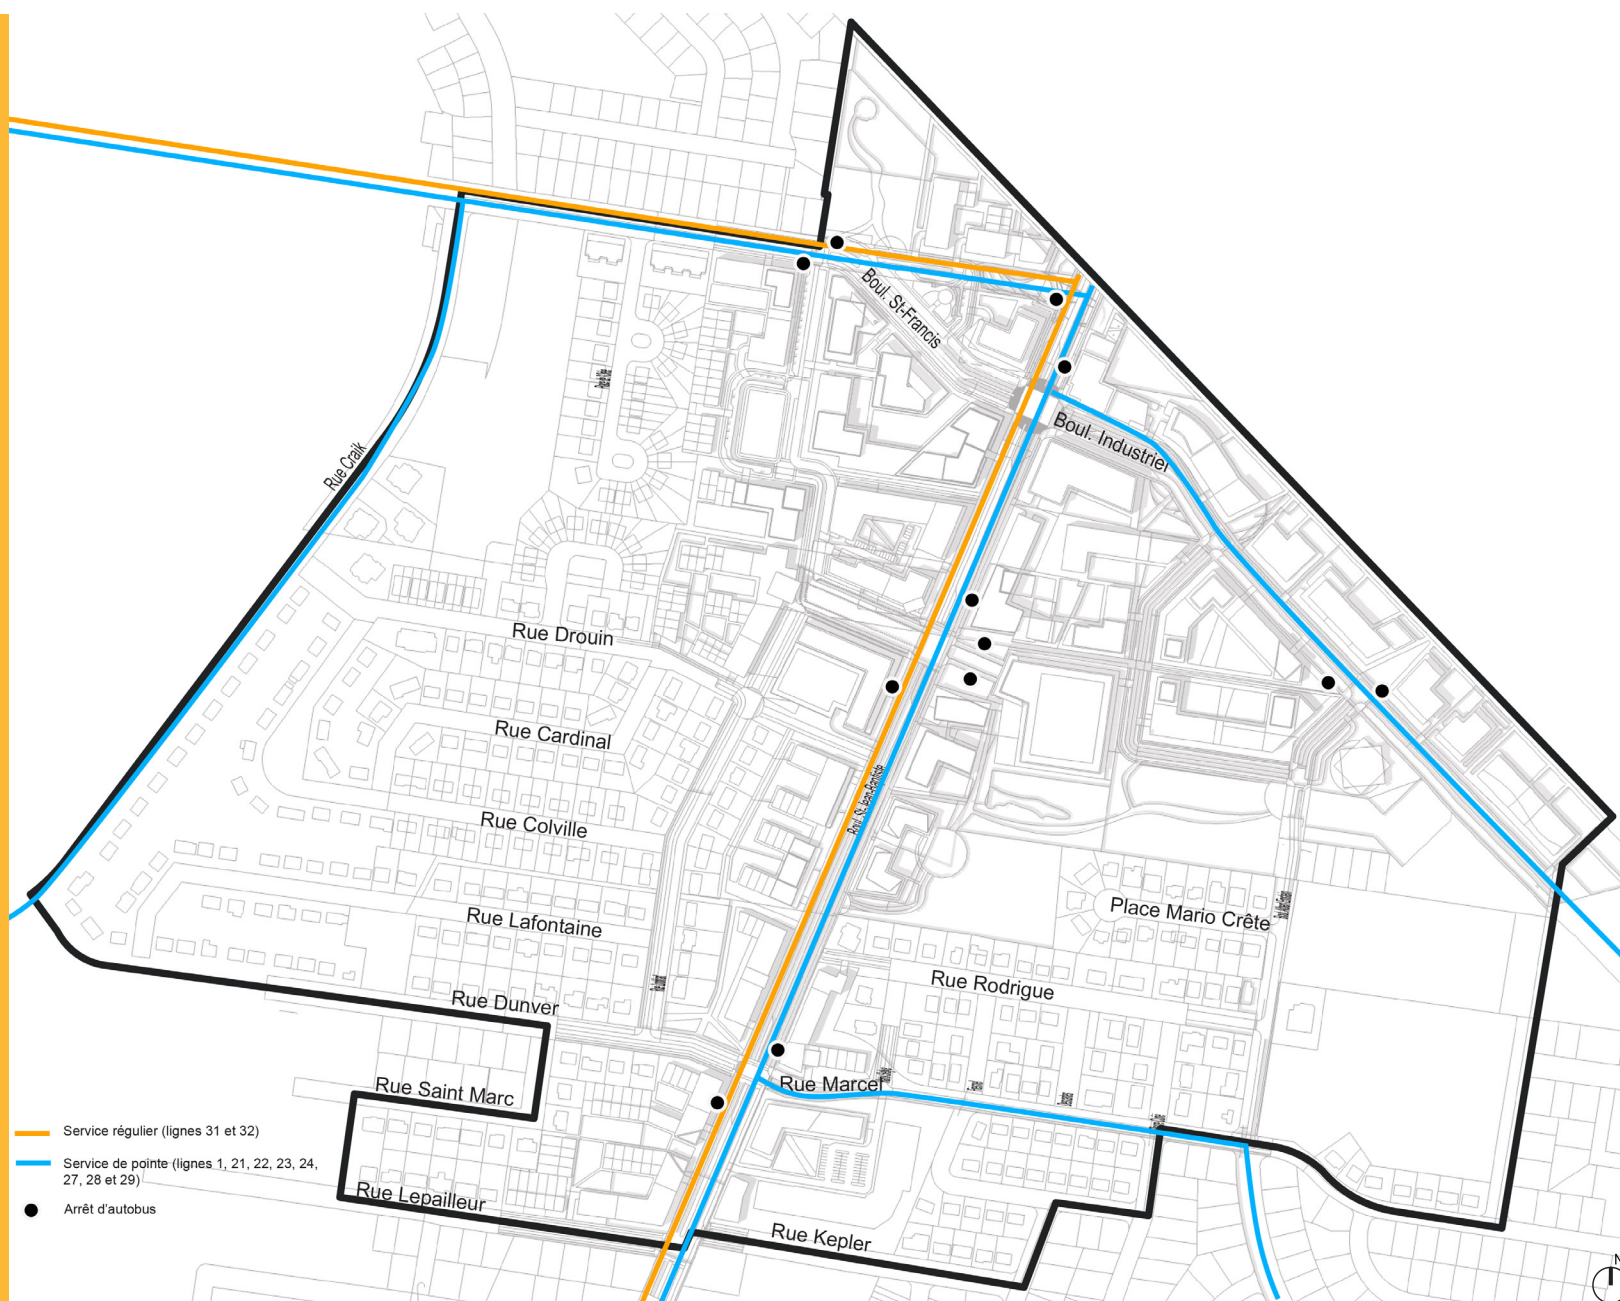 Boul. St-Francis
Rue Craik
Boul. Industriel
Rue Drouin
Rue Cardinal
Boul. St-Jean-Baptiste
Rue Colville
Place Mario Crête
Rue Lafontaine
Rue Rodrigue
Rue Dunver
Rue Marcel
Rue Saint Marc
Service régulier (lignes 31 et 32)
Service de pointe (lignes 1, 21, 22, 23, 24,
27, 28 et 29)
Rue Lepailleur
Arrêt d'autobus
Rue Kepler
N